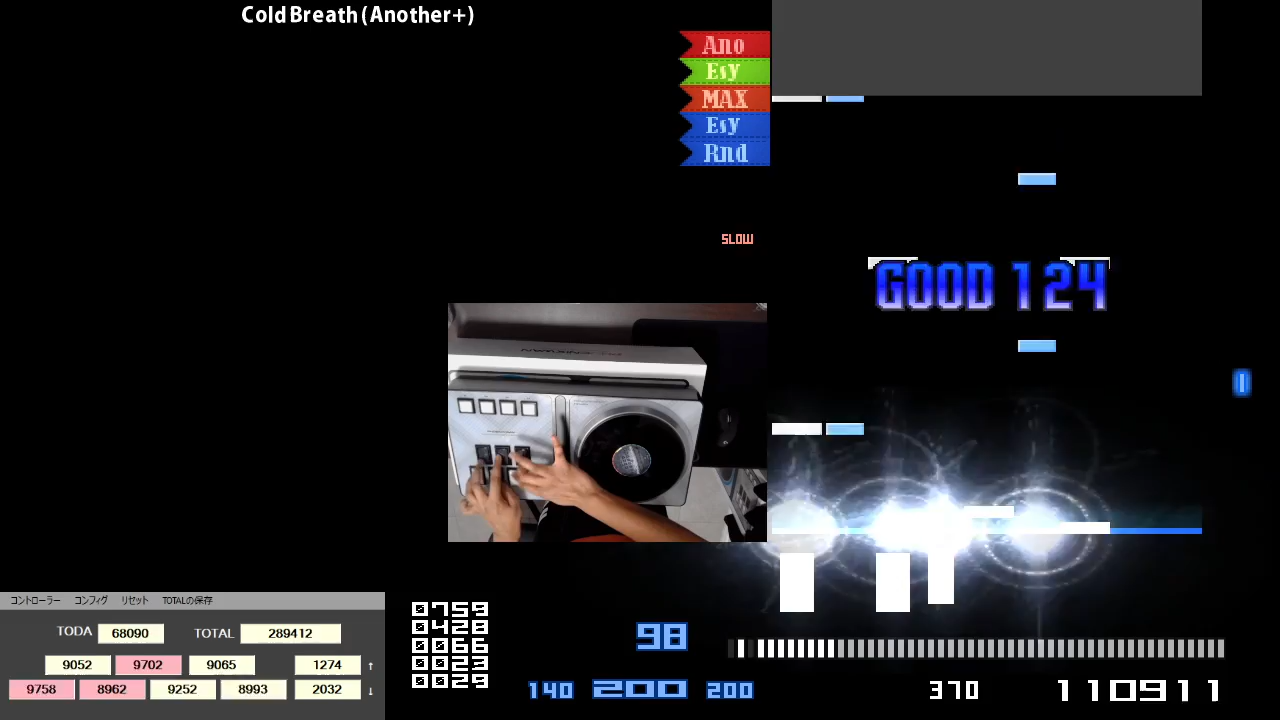 Cold Breath (Another+)
Ano
Esy
MAX
Esy
Rnd
SLOW
GOOD 124
0
コントローラー コンフィグ リセット TOTALの保存
TODA 68090 TOTAL 289412
9052 9702 9065 1274 ↑
9758 8962 9252 8993 2032 ↓
0759
0428
0066
0023
0029
98
140 200 200
370 110911